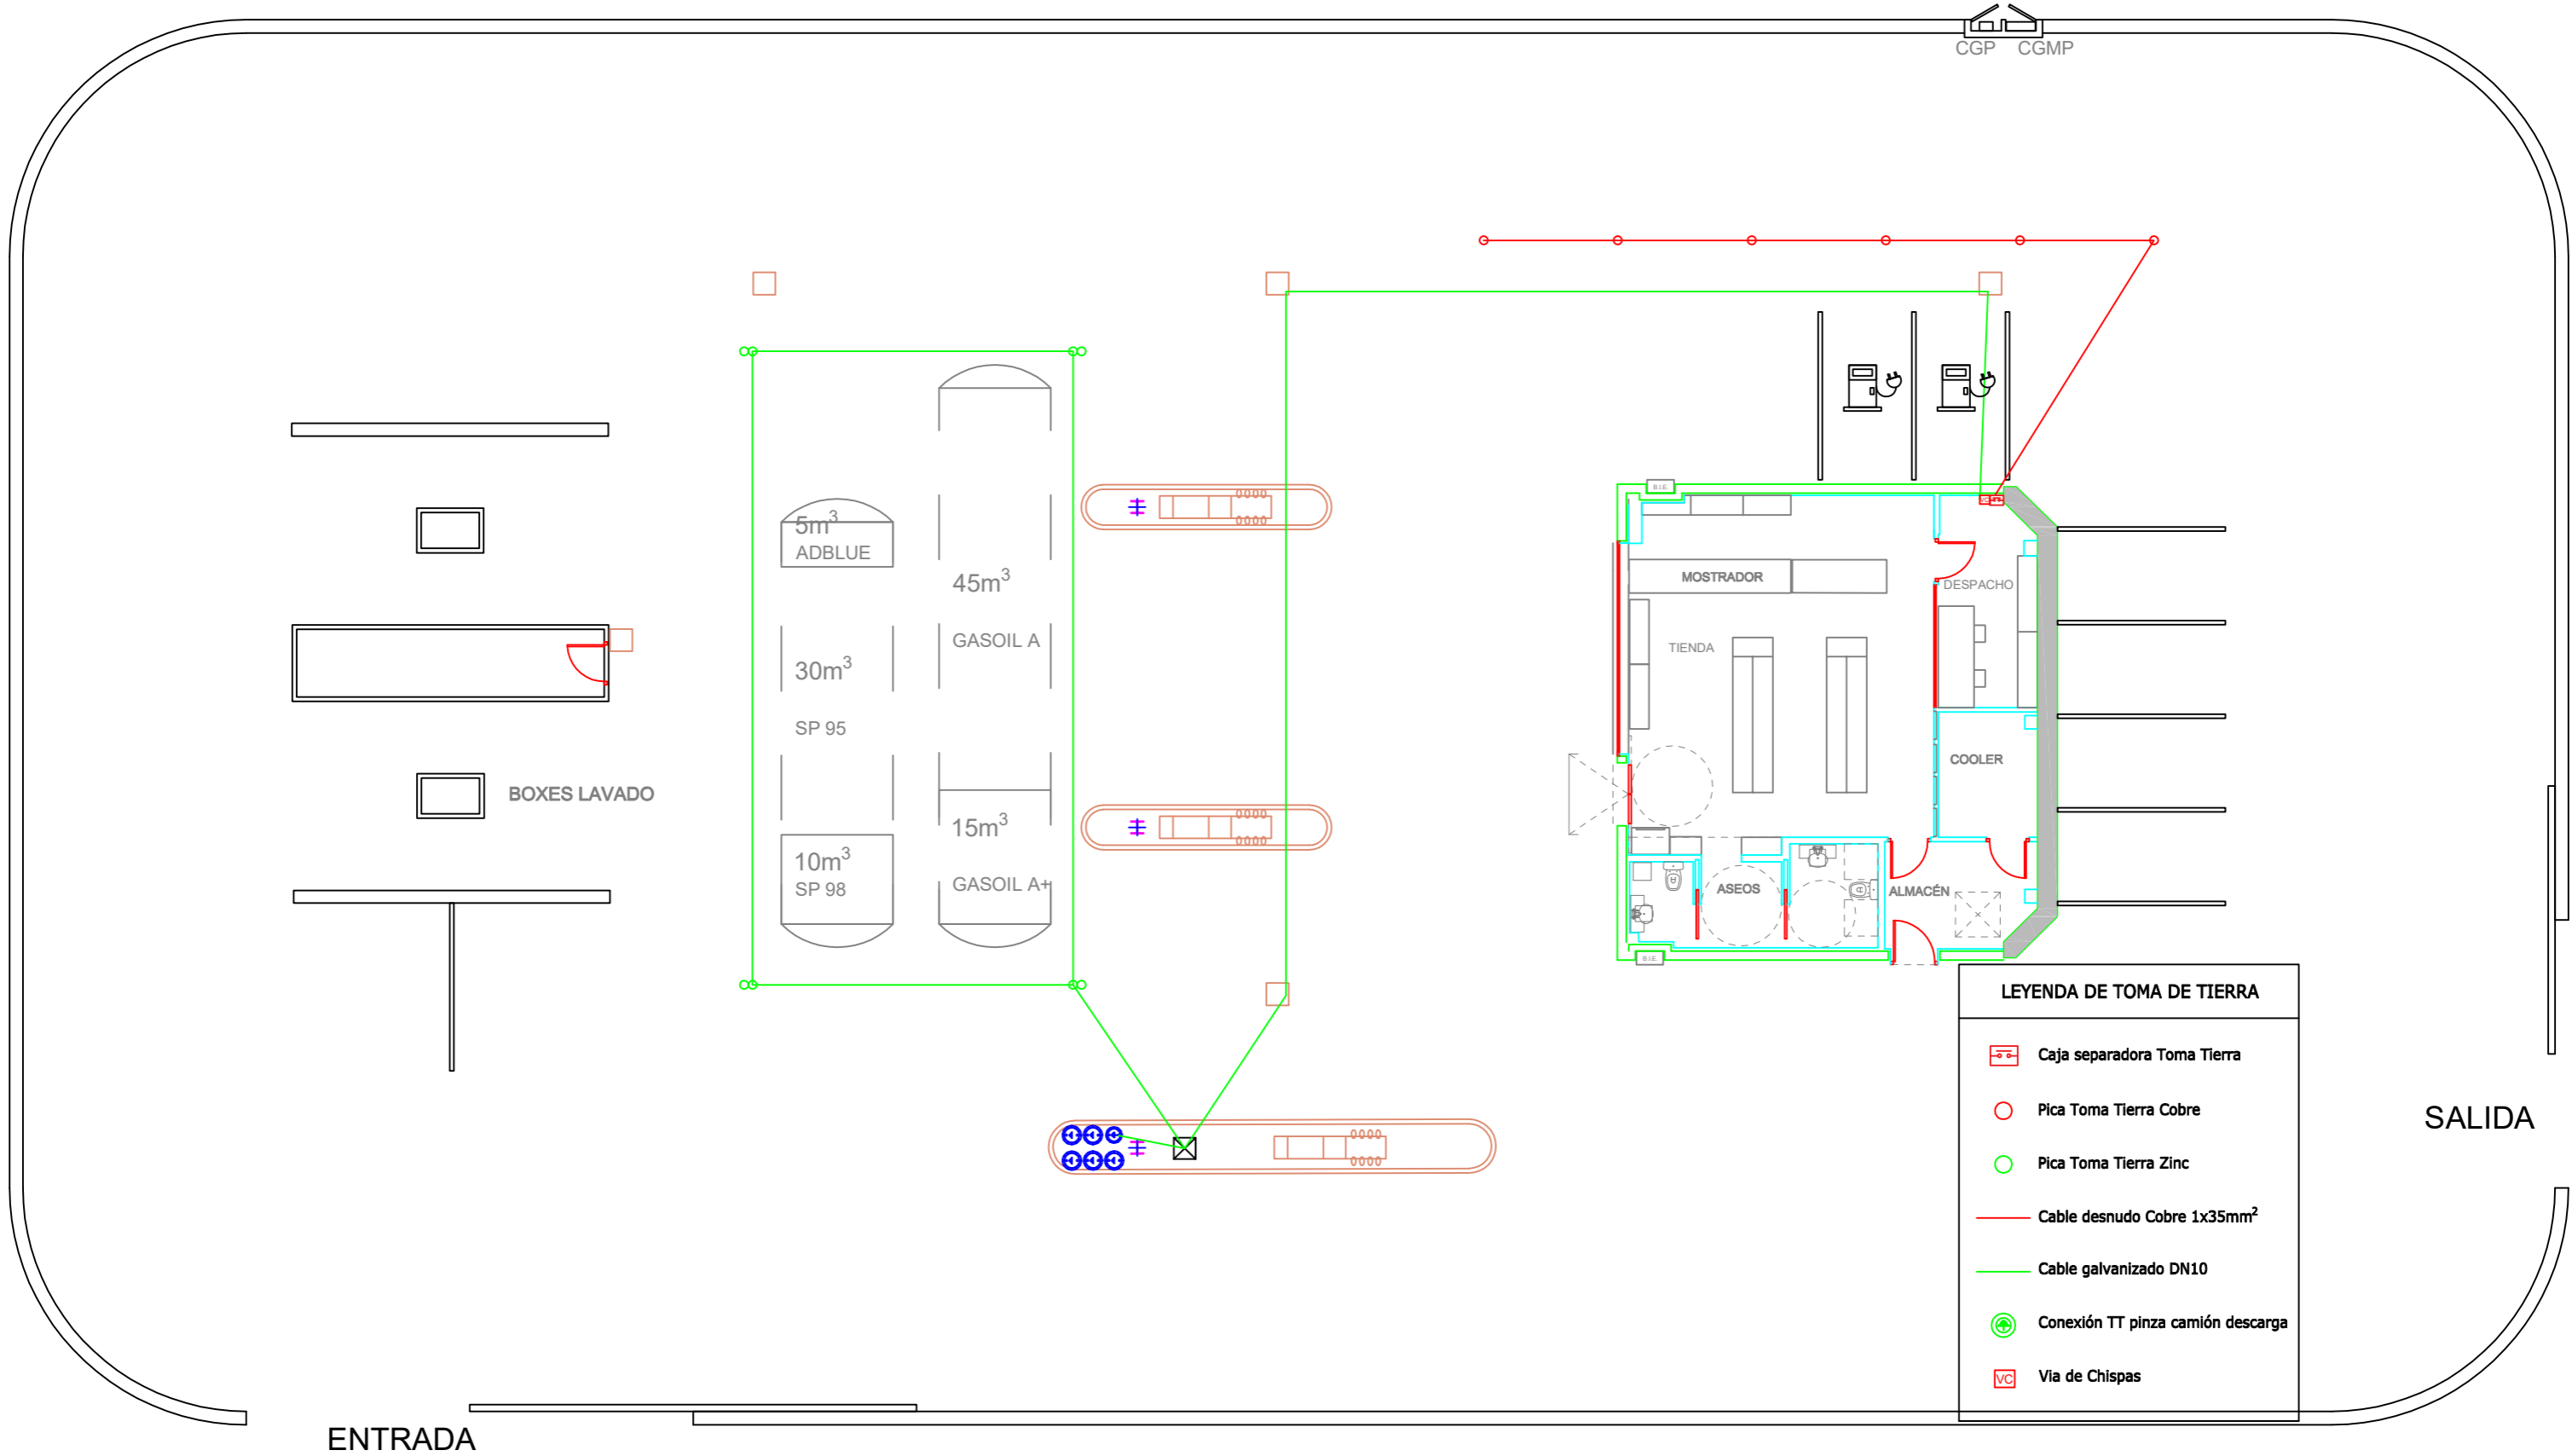 CGP CGMP
5m³
ADBLUE
45m³
GASOIL A
30m³
SP 95
BOXES LAVADO
15m³
GASOIL A+
10m³
SP 98
B.I.E.
VC
MOSTRADOR
DESPACHO
TIENDA
COOLER
ASEOS
ALMACÉN
B.I.E.
LEYENDA DE TOMA DE TIERRA
Caja separadora Toma Tierra
Pica Toma Tierra Cobre
Pica Toma Tierra Zinc
Cable desnudo Cobre 1x35mm²
Cable galvanizado DN10
Conexión TT pinza camión descarga
VC Via de Chispas
SALIDA
ENTRADA